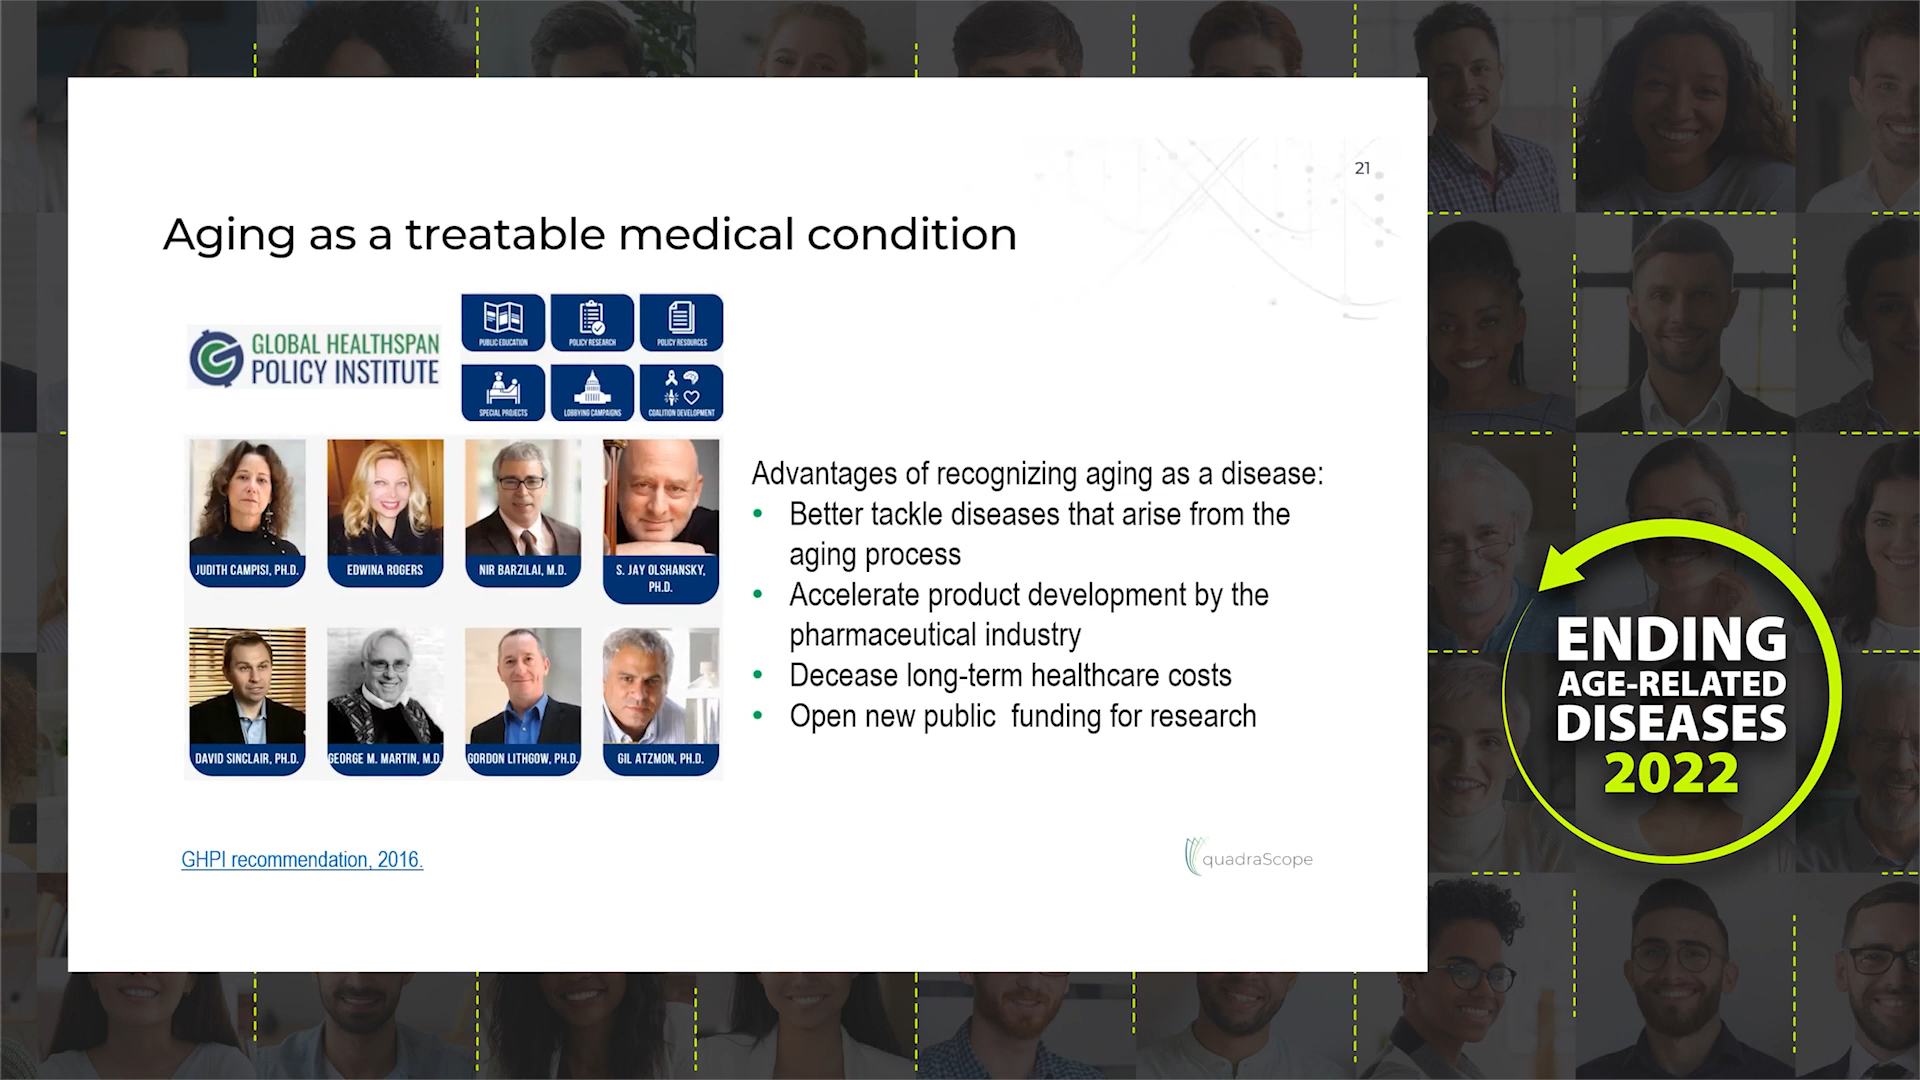 21
Aging as a treatable medical condition
GLOBAL HEALTHSPAN
POLICY INSTITUTE
PUBLIC EDUCATION
POLICY RESEARCH
POLICY RESOURCES
SPECIAL PROJECTS
LOBBYING CAMPAIGNS
COALITION DEVELOPMENT
JUDITH CAMPISI, PH.D.
EDWINA ROGERS
NIR BARZILAI, M.D.
S. JAY OLSHANSKY,
PH.D.
DAVID SINCLAIR, PH.D.
GEORGE M. MARTIN, M.D.
GORDON LITHGOW, PH.D.
GIL ATZMON, PH.D.
Advantages of recognizing aging as a disease:
• Better tackle diseases that arise from the
aging process
• Accelerate product development by the
pharmaceutical industry
• Decease long-term healthcare costs
• Open new public  funding for research
GHPI recommendation, 2016.
quadraScope
ENDING
AGE-RELATED
DISEASES
2022